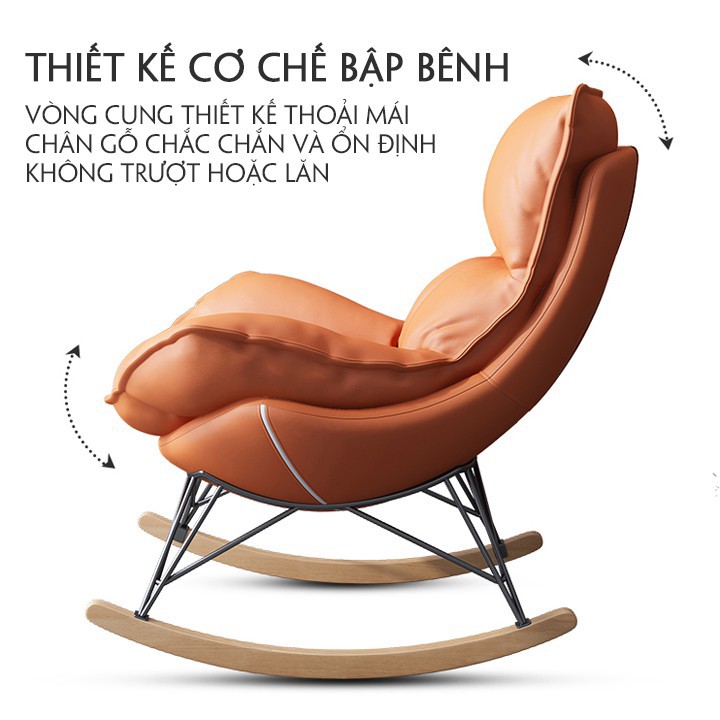 THIẾT KẾ CƠ CHẾ BẬP BÊNH
VÒNG CUNG THIẾT KẾ THOẢI MÁI
CHÂN GỖ CHẮC CHẮN VÀ ỔN ĐỊNH
KHÔNG TRƯỢT HOẶC LĂN